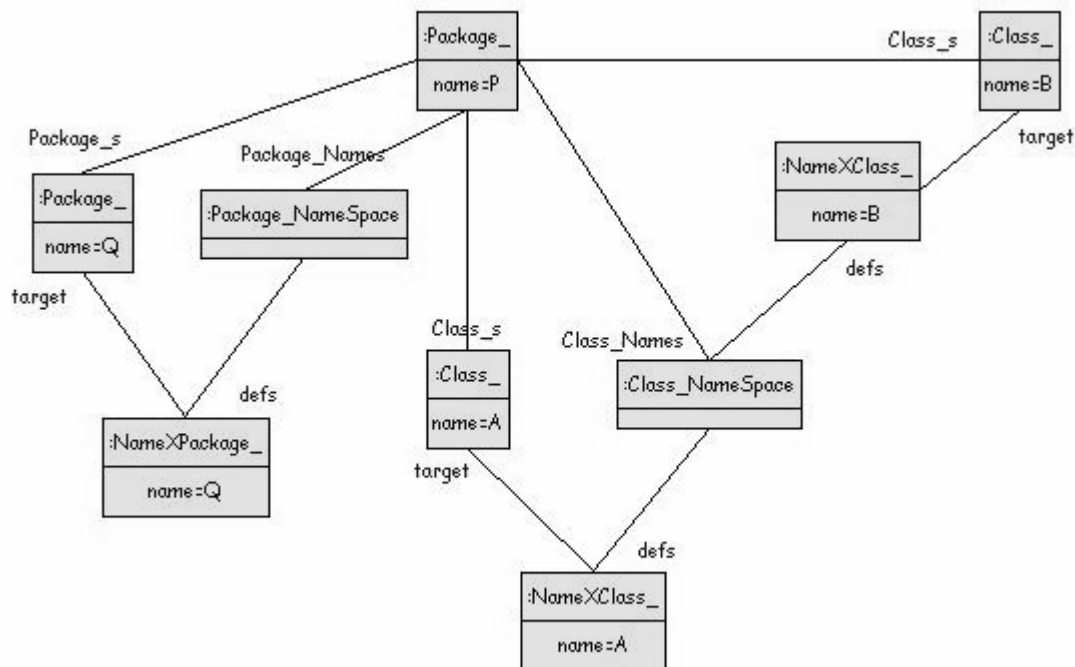 :Package_
name=P
Class_s
:Class_
name=B
target
Package_s
Package_Names
:NameXClass_
name=B
defs
:Package_
name=Q
target
:Package_NameSpace
Class_s
Class_Names
:Class_
name=A
target
:Class_NameSpace
defs
:NameXPackage_
name=Q
defs
:NameXClass_
name=A